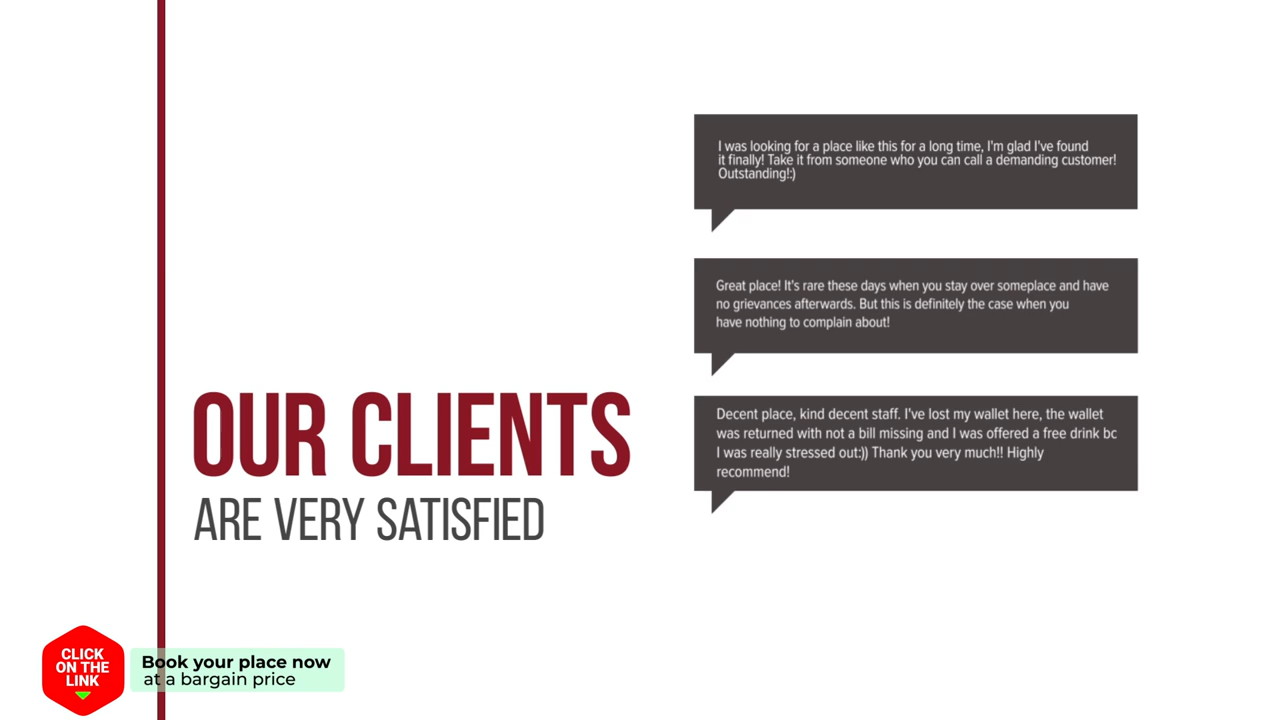 I was looking for a place like this for a long time, I'm glad I've found
it finally! Take it from someone who you can call a demanding customer!
Outstanding!:)
Great place! It's rare these days when you stay over someplace and have
no grievances afterwards. But this is definitely the case when you
have nothing to complain about!
OUR CLIENTS
ARE VERY SATISFIED
Decent place, kind decent staff. I've lost my wallet here, the wallet
was returned with not a bill missing and I was offered a free drink bc
I was really stressed out:)) Thank you very much!! Highly
recommend!
CLICK
ON THE
LINK
Book your place now
at a bargain price